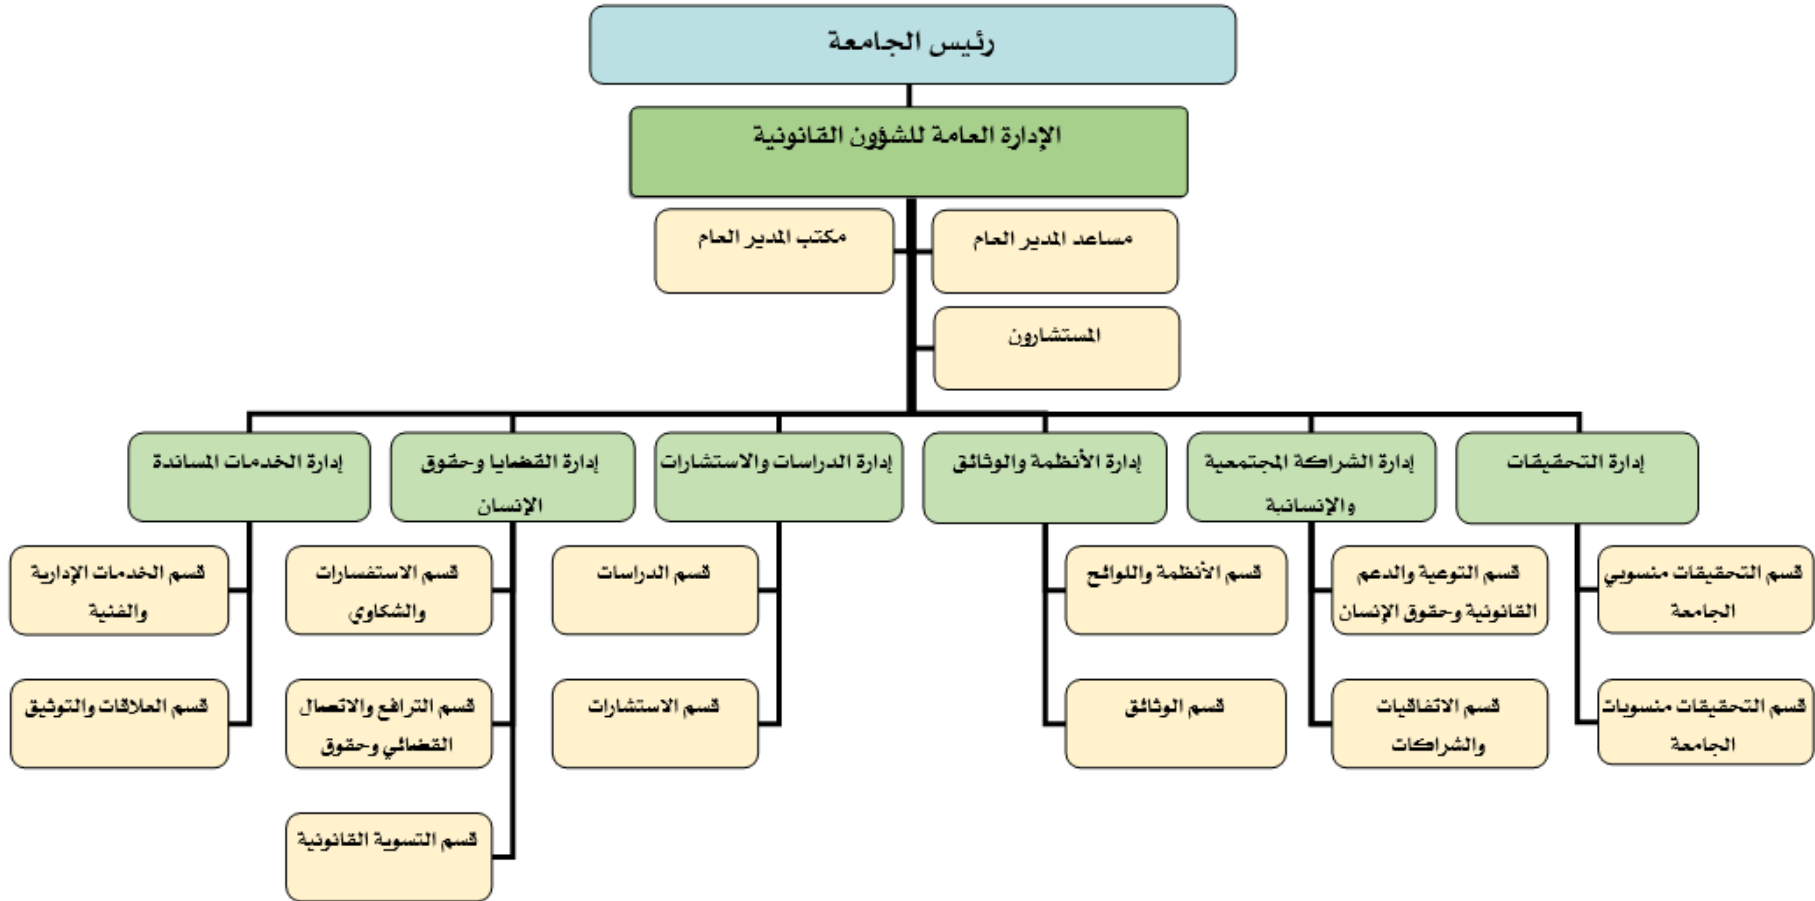 رئيس الجامعة
الإدارة العامة للشؤون القانونية
مساعد المدير العام
مكتب المدير العام
المستشارون
إدارة التحقيقات
إدارة الشراكة المجتمعية
والإنسانية
إدارة الأنظمة والوثائق
إدارة الدراسات والاستشارات
إدارة القضايا وحقوق
الإنسان
إدارة الخدمات المساندة
قسم التحقيقات منسوبي
الجامعة
قسم التوعية والدعم
القانونية وحقوق الإنسان
قسم الأنظمة واللوائح
قسم الدراسات
قسم الاستفسارات
والشكاوي
قسم الخدمات الإدارية
والفنية
قسم التحقيقات منسوبات
الجامعة
قسم الاتفاقيات
والشراكات
قسم الوثائق
قسم الاستشارات
قسم الترافع والاتصال
القضائي وحقوق
قسم العلاقات والتوثيق
قسم التسوية القانونية